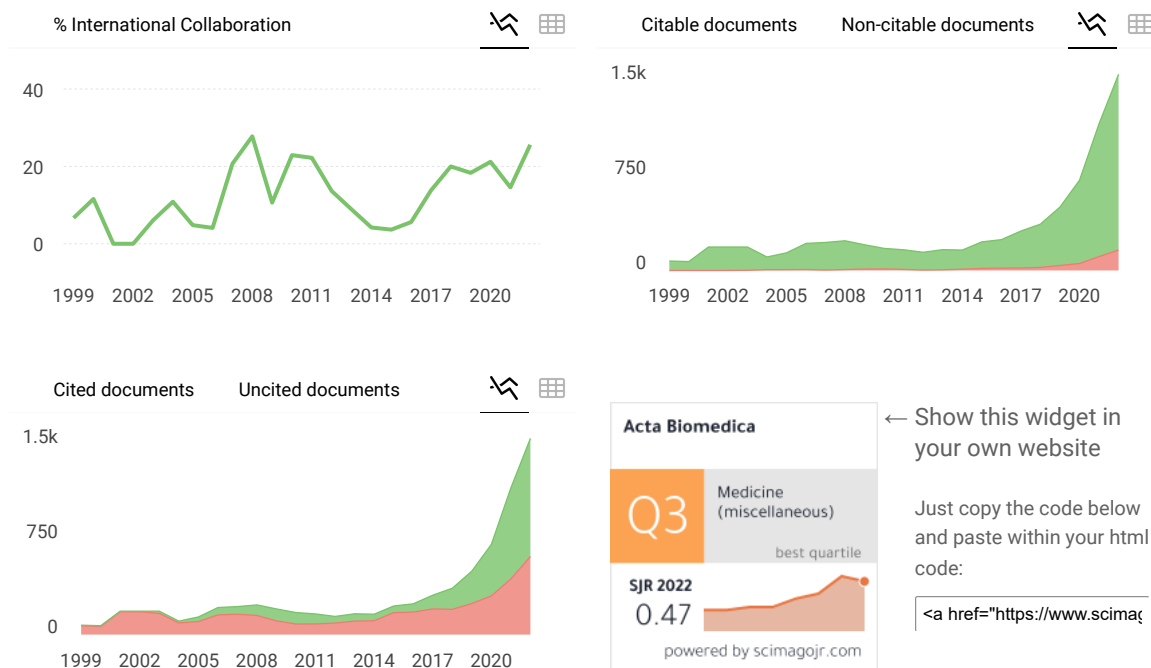 % International Collaboration
40
20
0
1999 2002 2005 2008 2011 2014 2017 2020
Citable documents Non-citable documents
1.5k
750
0
1999 2002 2005 2008 2011 2014 2017 2020
Cited documents Uncited documents
1.5k
750
0
1999 2002 2005 2008 2011 2014 2017 2020
Acta Biomedica
Q3
Medicine
(miscellaneous)
best quartile
SJR 2022
0.47
powered by scimagojr.com
← Show this widget in
your own website
Just copy the code below
and paste within your html
code:
<a href="https://www.scimag